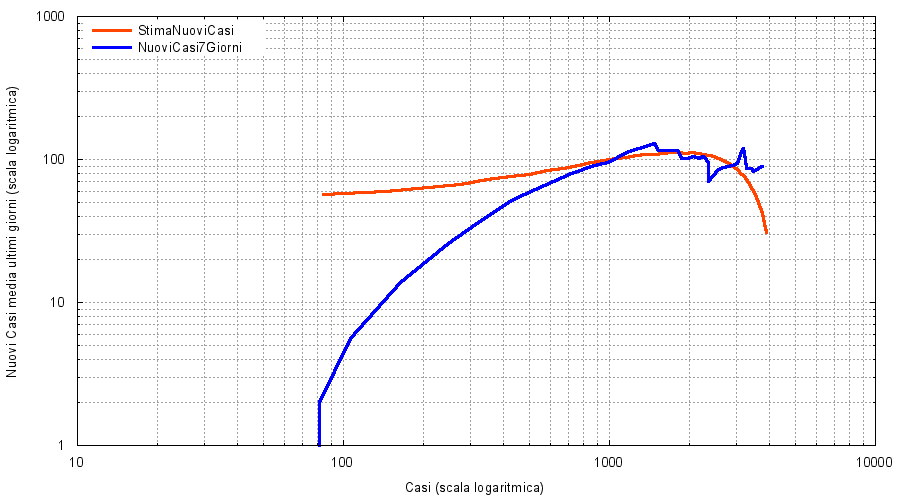 1000
StimaNuoviCasi
NuoviCasi7Giorni
100
10
1
10
100
1000
10000
Nuovi Casi media ultimi giorni (scala logaritmica)
Casi (scala logaritmica)